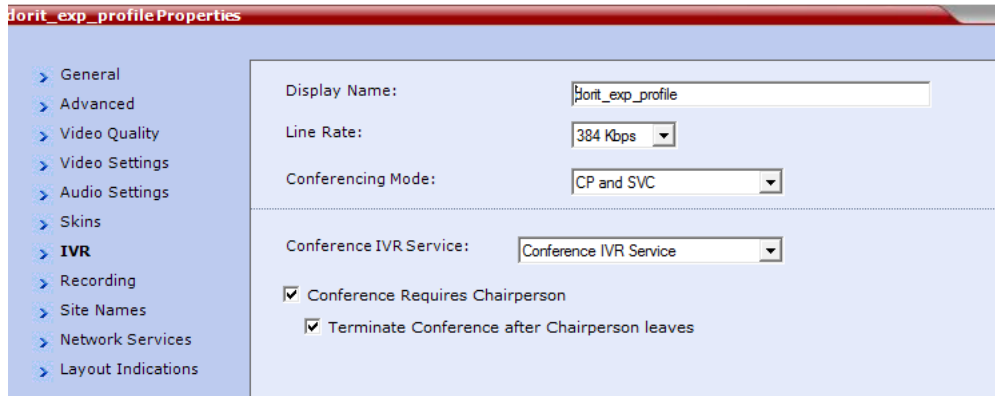 dorit_exp_profile Properties
General
Advanced
Video Quality
Video Settings
Audio Settings
Skins
IVR
Recording
Site Names
Network Services
Layout Indications
Display Name: dorit_exp_profile
Line Rate: 384 Kbps
Conferencing Mode: CP and SVC
Conference IVR Service: Conference IVR Service
Conference Requires Chairperson
Terminate Conference after Chairperson leaves